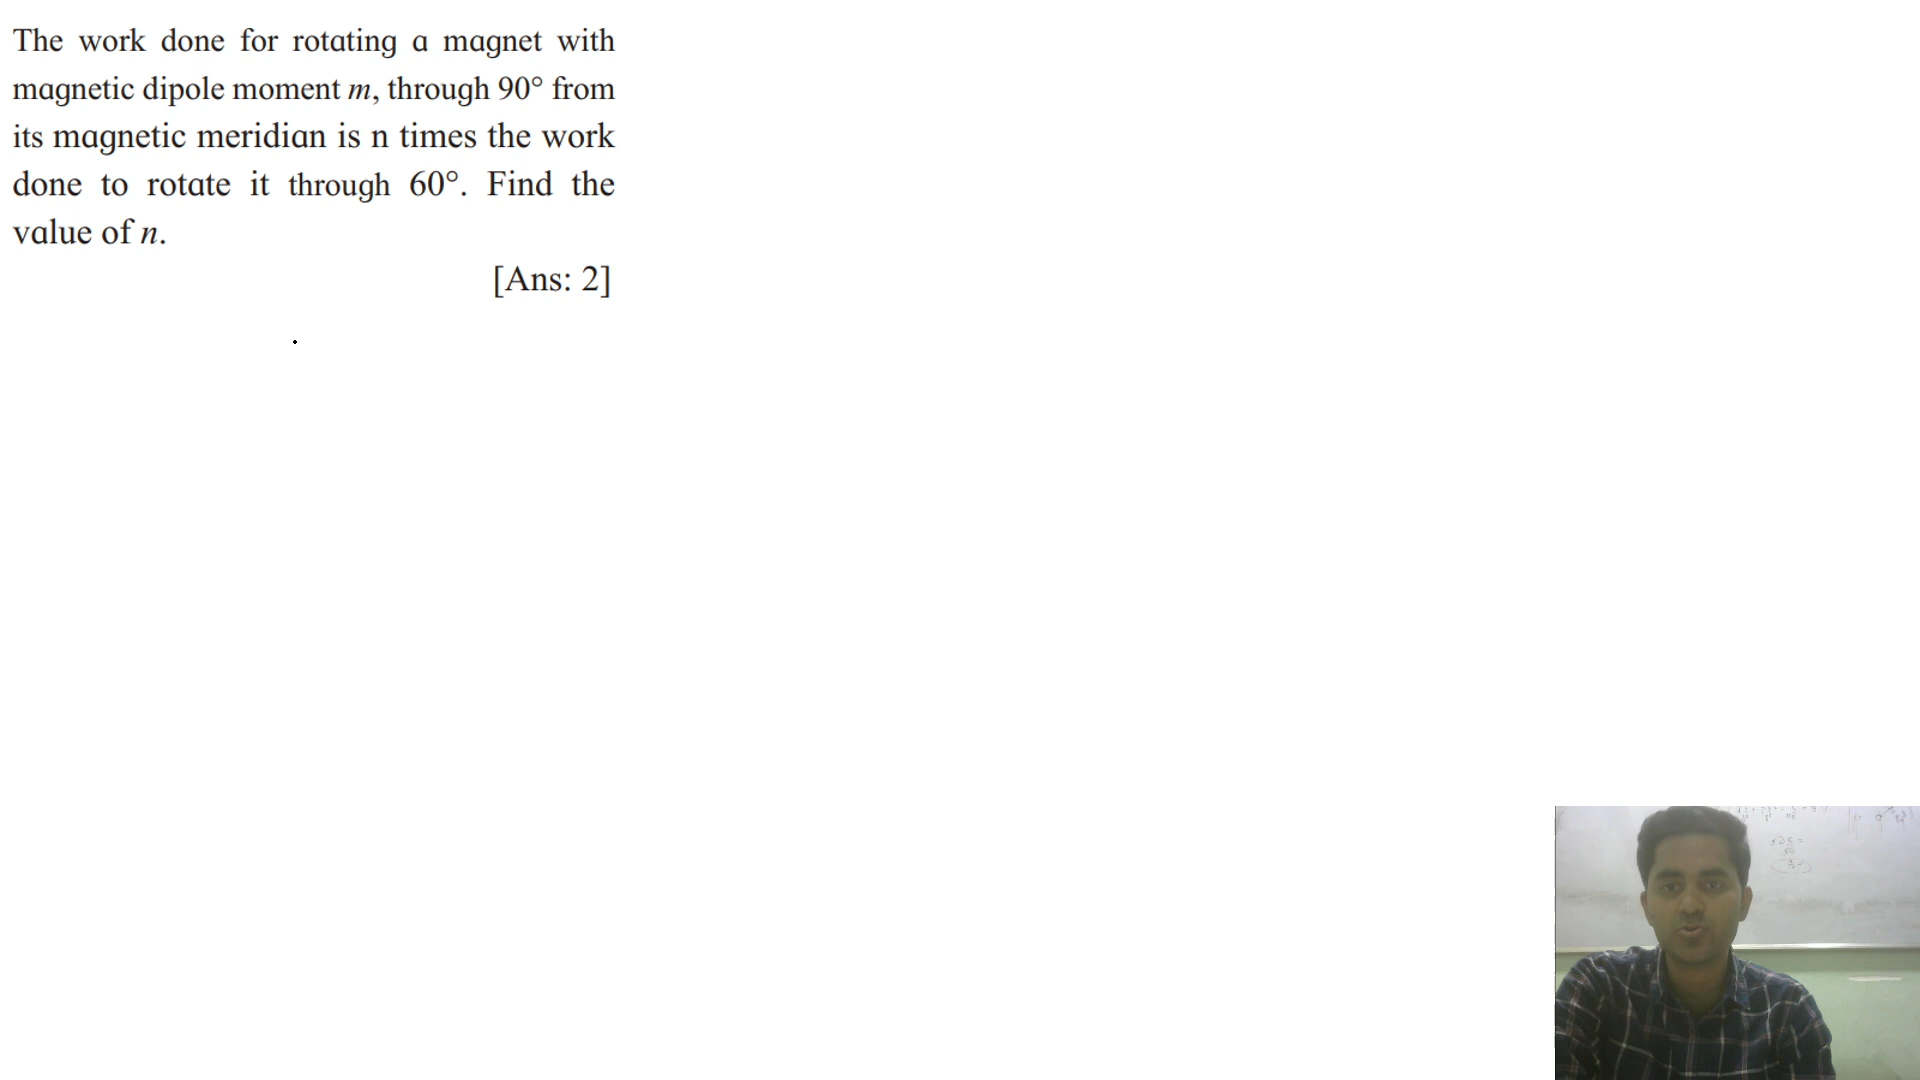 The work done for rotating a magnet with
magnetic dipole moment m, through 90° from
its magnetic meridian is n times the work
done to rotate it through 60°. Find the
value of n.
[Ans: 2]